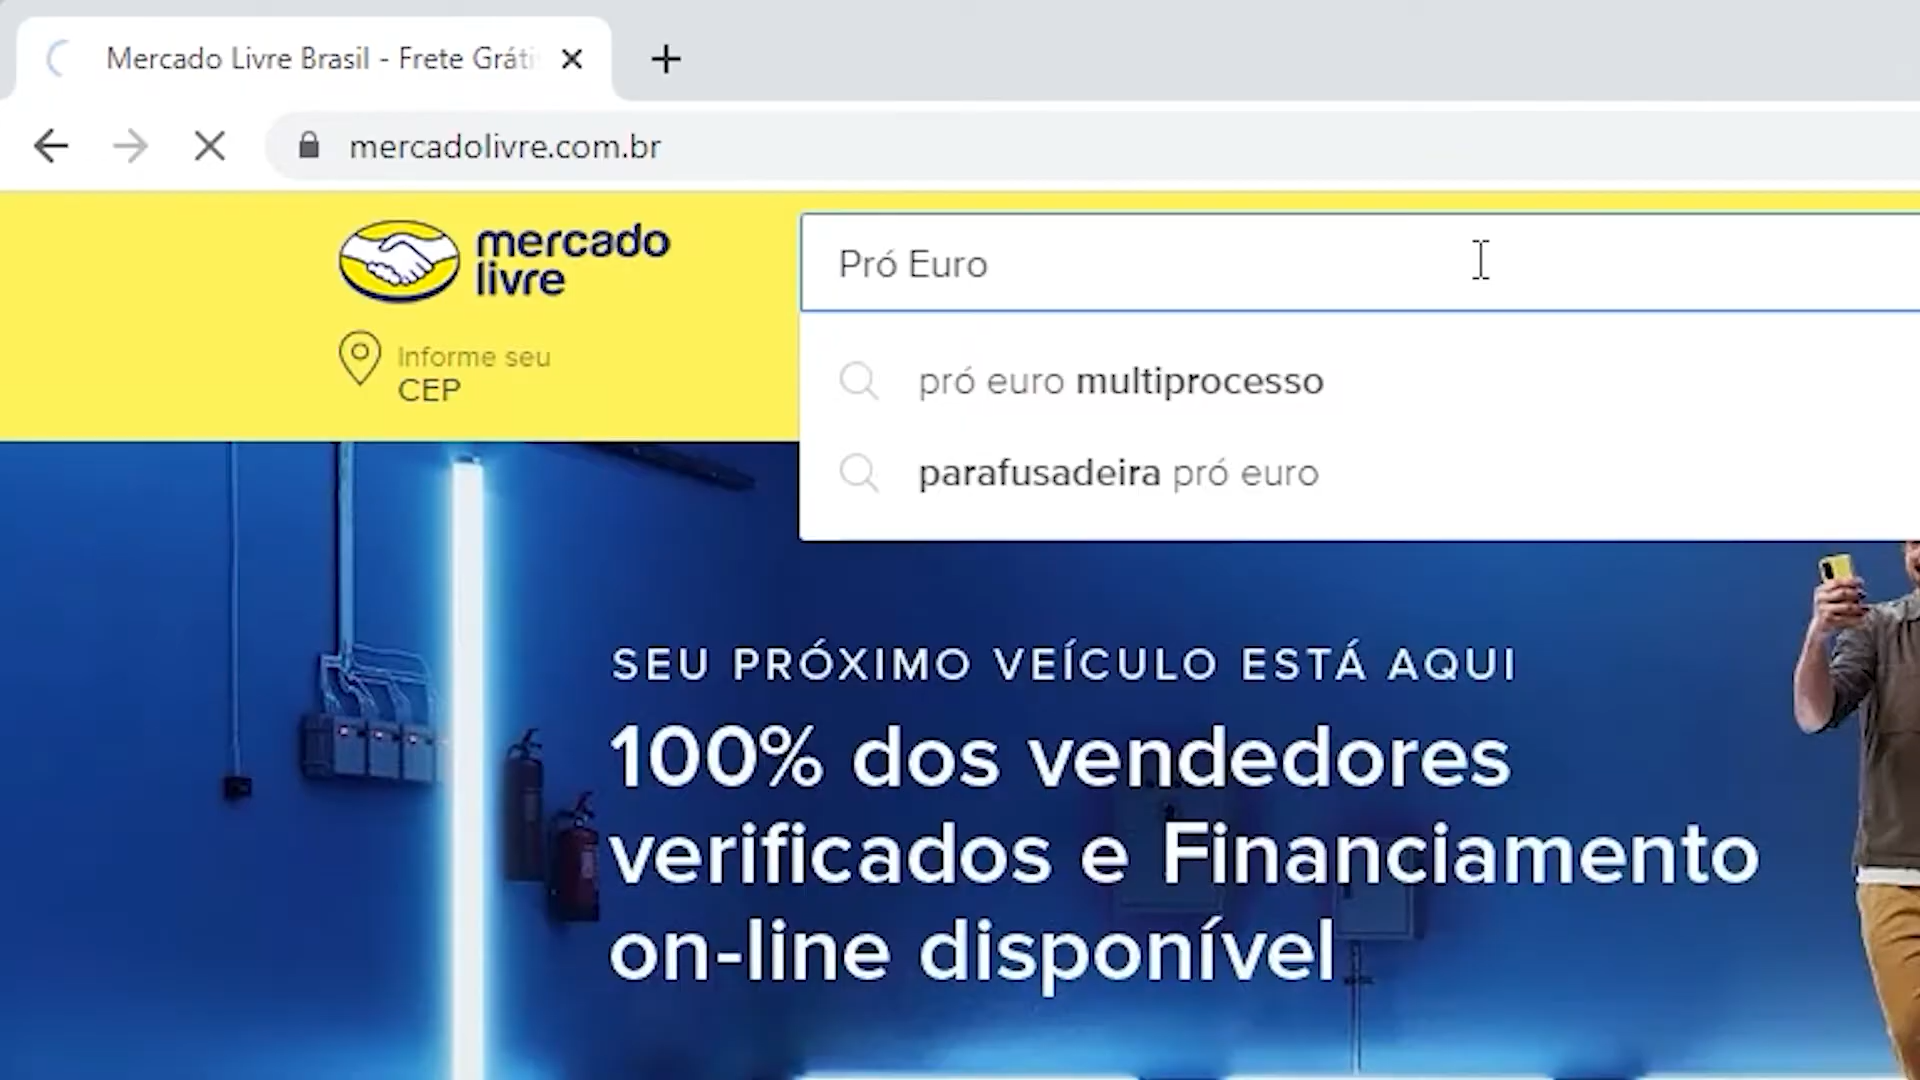 Mercado Livre Brasil - Frete Gráti
mercadolivre.com.br
mercado
livre
Pró Euro
Informe seu
CEP
pró euro multiprocesso
parafusadeira pró euro
SEU PRÓXIMO VEÍCULO ESTÁ AQUI
100% dos vendedores
verificados e Financiamento
on-line disponível